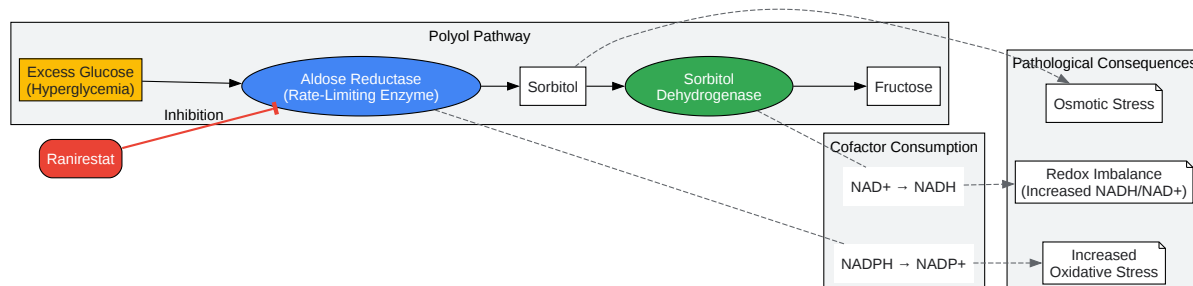 Polyol Pathway
Excess Glucose
(Hyperglycemia)
Aldose Reductase
(Rate-Limiting Enzyme)
Sorbitol
Sorbitol
Dehydrogenase
Fructose
Inhibition
Ranirestat
Cofactor Consumption
NAD+ → NADH
NADPH → NADP+
Pathological Consequences
Osmotic Stress
Redox Imbalance
(Increased NADH/NAD+)
Increased
Oxidative Stress